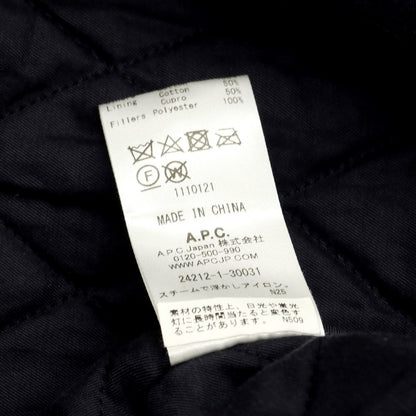 50%
Lining Cotton 50%
Cupro 100%
Fillers Polyester
F W
1110121
MADE IN CHINA
A.P.C.
A.P.C.Japan 株式会社
0120-500-990
WWW.APCJP.COM
24212-1-30031
スチームで浮かしアイロン。
N25
素材の特性上、日光や蛍光
灯に長時間当たると変色す
ることがあります。 N509